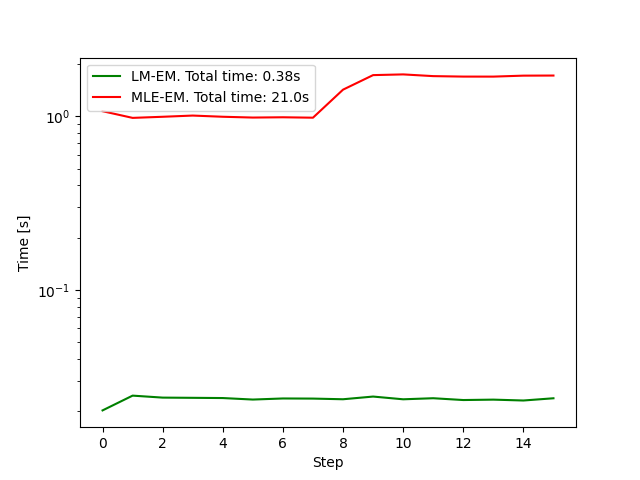 LM-EM. Total time: 0.38s
MLE-EM. Total time: 21.0s
10⁰
10⁻¹
Time [s]
0 2 4 6 8 10 12 14
Step